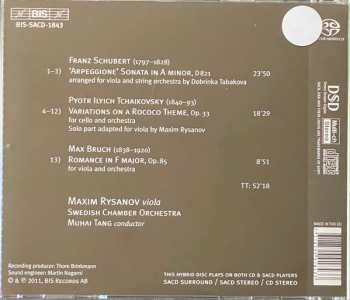 BIS
BIS-SACD-1843
FRANZ SCHUBERT (1797–1828)
1–3) 'ARPEGGIONE' SONATA IN A MINOR, D821 23'50
arranged for viola and string orchestra by Dobrinka Tabakova
PYOTR ILYICH TCHAIKOVSKY (1840–93)
4–12) VARIATIONS ON A ROCOCO THEME, OP. 33 18'29
for cello and orchestra
Solo part adapted for viola by Maxim Rysanov
MAX BRUCH (1838–1920)
13) ROMANCE IN F MAJOR, OP. 85 8'51
for viola and orchestra
TT: 52'18
MAXIM RYSANOV viola
SWEDISH CHAMBER ORCHESTRA
MUHAI TANG conductor
Recording producer: Thore Brinkmann
Sound engineer: Martin Nagorni
© & ℗ 2011, BIS RECORDS AB
THIS HYBRID DISC PLAYS ON BOTH CD & SACD PLAYERS
SACD SURROUND / SACD STEREO / CD STEREO
DSD